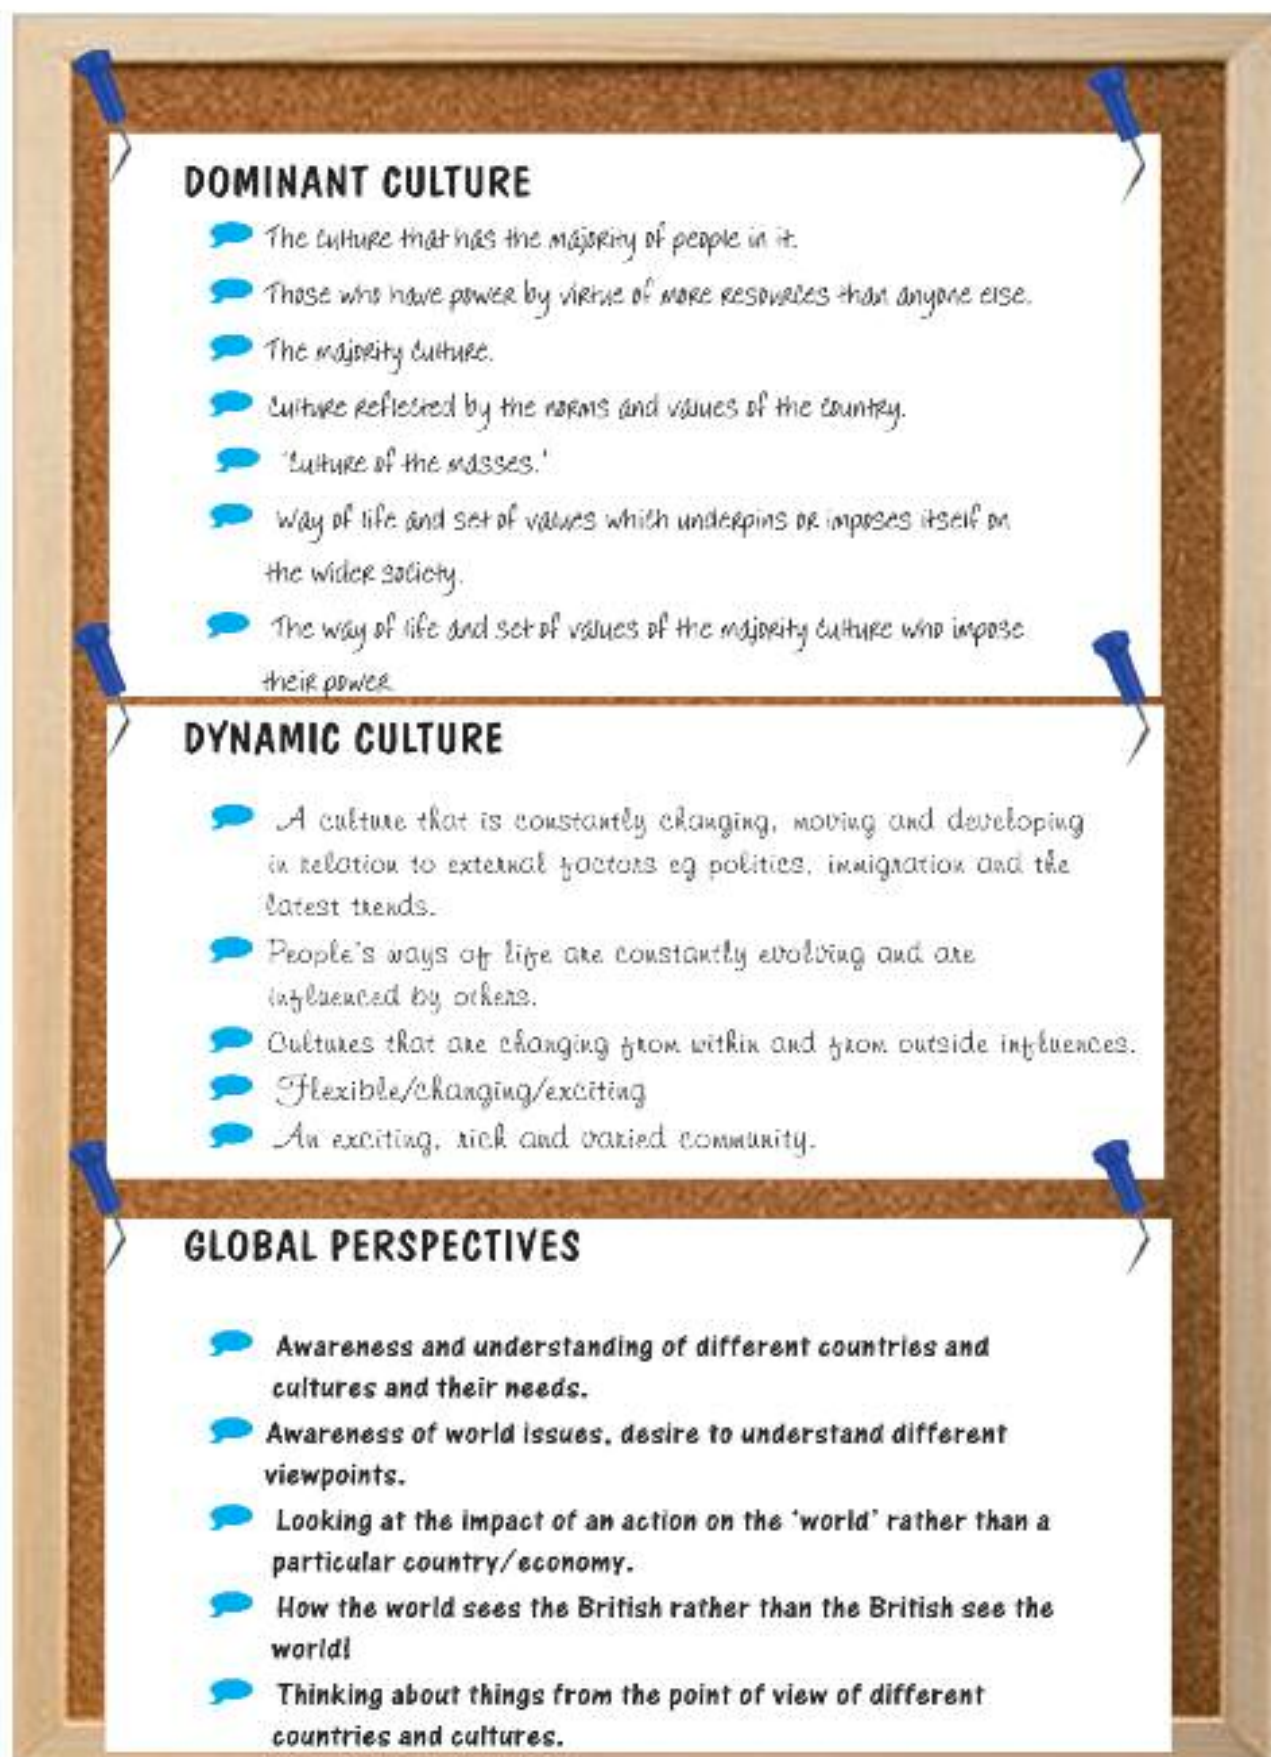 DOMINANT CULTURE
The culture that has the majority of people in it.
Those who have power by virtue of more resources than anyone else.
The majority culture.
Culture reflected by the norms and values of the country.
'Culture of the masses.'
Way of life and set of values which underpins or imposes itself on
the wider society.
The way of life and set of values of the majority culture who impose
their power
DYNAMIC CULTURE
A culture that is constantly changing, moving and developing
in relation to external factors eg politics, immigration and the
latest trends.
People's ways of life are constantly evolving and are
influenced by others.
Cultures that are changing from within and from outside influences.
Flexible/changing/exciting
An exciting, rich and varied community.
GLOBAL PERSPECTIVES
Awareness and understanding of different countries and
cultures and their needs.
Awareness of world issues, desire to understand different
viewpoints.
Looking at the impact of an action on the 'world' rather than a
particular country/economy.
How the world sees the British rather than the British see the
world!
Thinking about things from the point of view of different
countries and cultures.